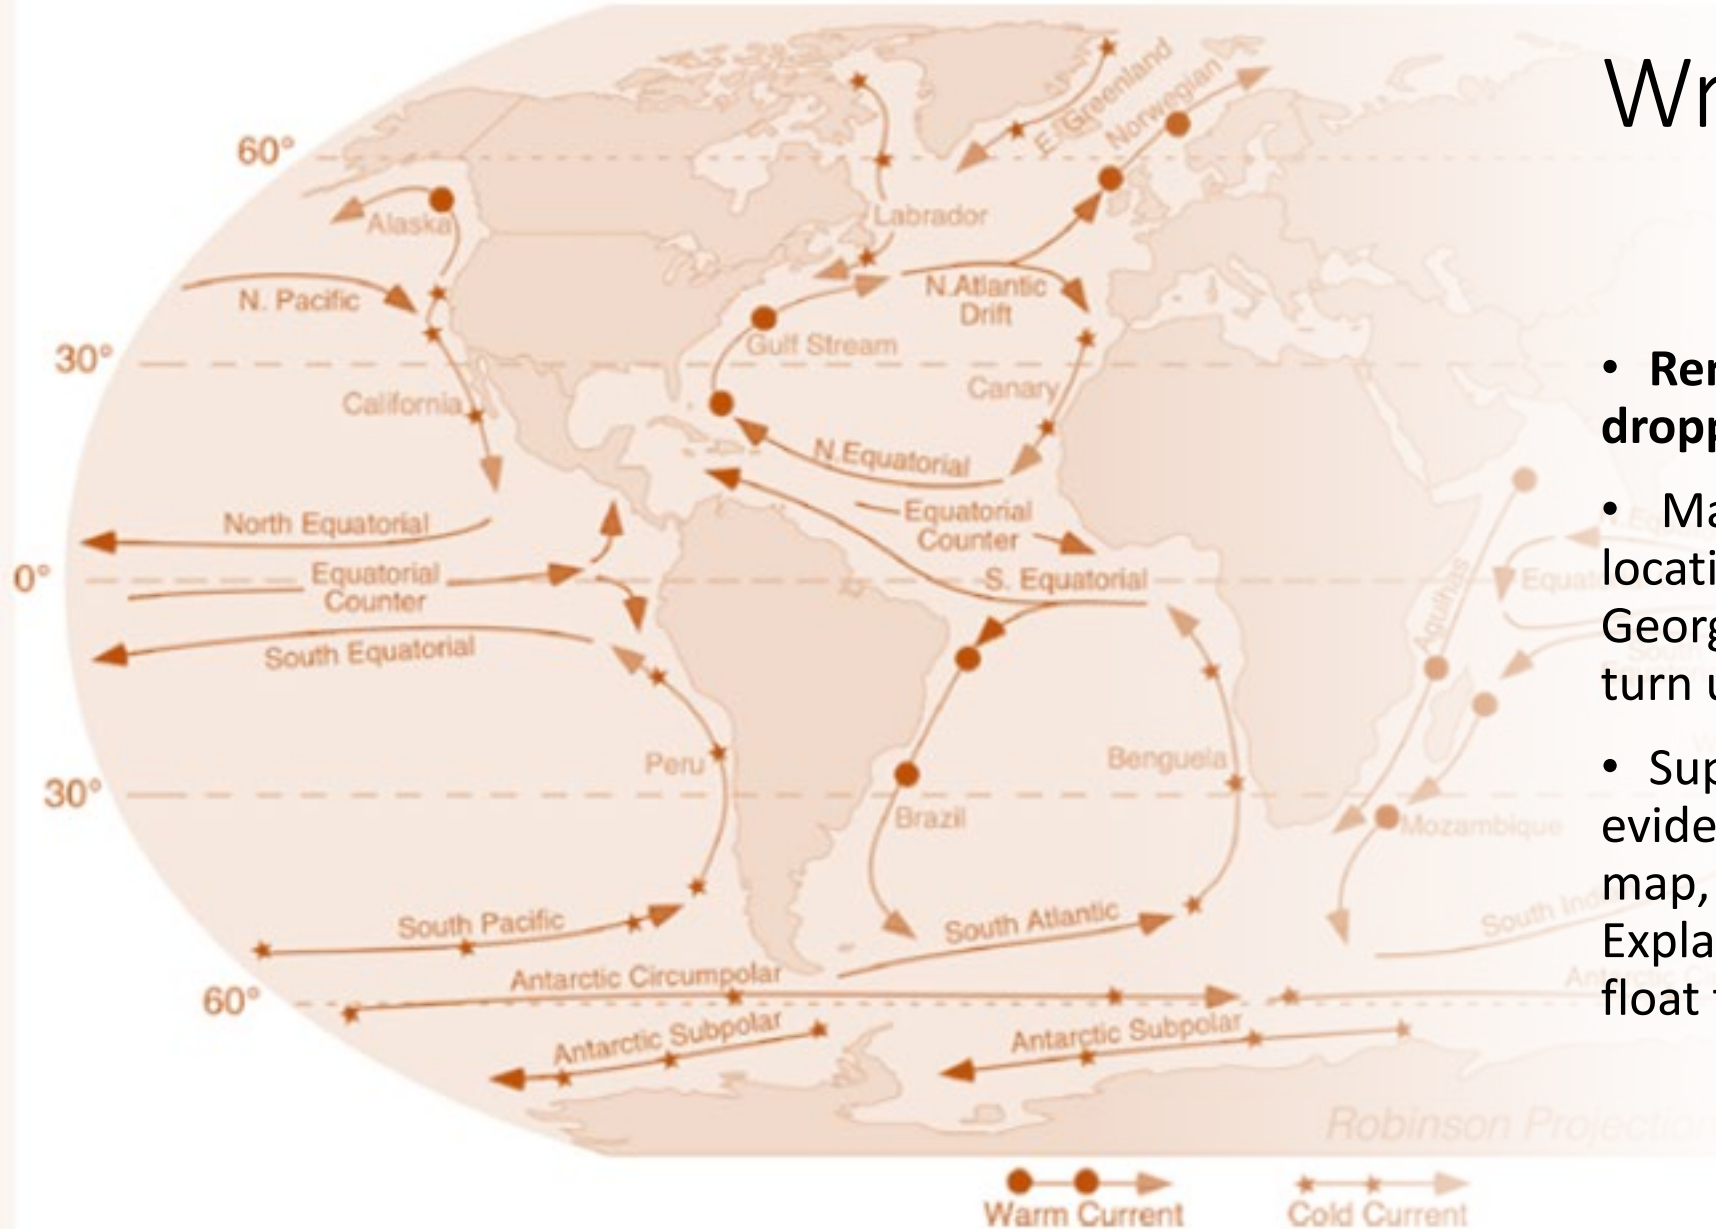 Wr
• Rer
dropp
• Ma
locati
Georg
turn u
• Sup
evide
map,
Expla
float
60°
30°
0°
30°
60°
E. Greenland
Norwegian
Alaska
Labrador
N. Pacific
N.Atlantic
Drift
Gulf Stream
California
Canary
N.Equatorial
North Equatorial
Equatorial
Counter
Equatorial
Counter
S. Equatorial
South Equatorial
Agulhas
Peru
Benguela
Brazil
Mozambique
South Pacific
South Atlantic
South Ind
Antarctic Circumpolar
Antarctic Subpolar
Antarctic Subpolar
Robinson Projection
Warm Current
Cold Current